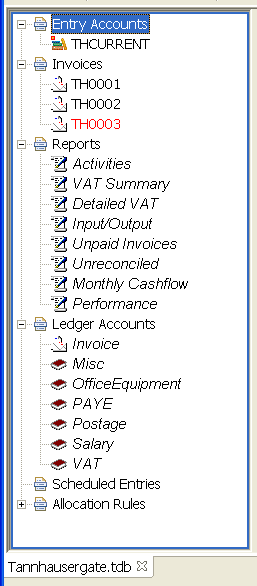 Entry Accounts
THCURRENT
Invoices
TH0001
TH0002
TH0003
Reports
Activities
VAT Summary
Detailed VAT
Input/Output
Unpaid Invoices
Unreconciled
Monthly Cashflow
Performance
Ledger Accounts
Invoice
Misc
OfficeEquipment
PAYE
Postage
Salary
VAT
Scheduled Entries
Allocation Rules
Tannhausergate.tdb